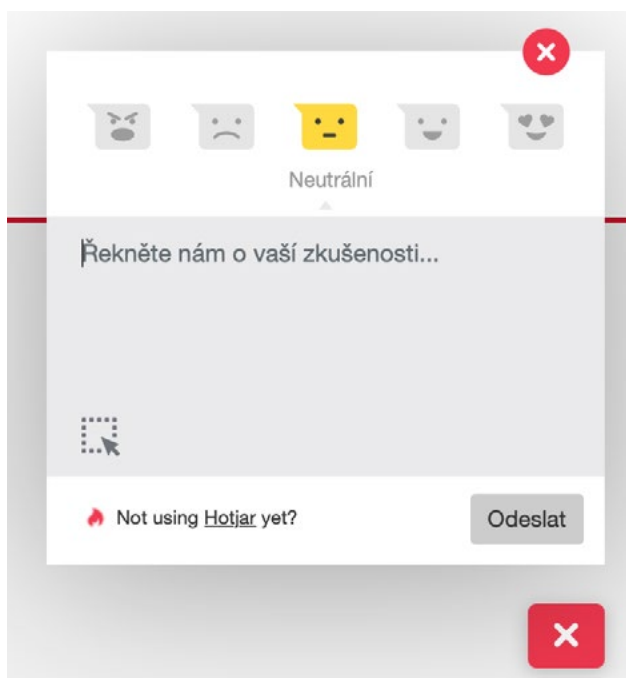 Neutrální
Řekněte nám o vaší zkušenosti...
Not using Hotjar yet?
Odeslat